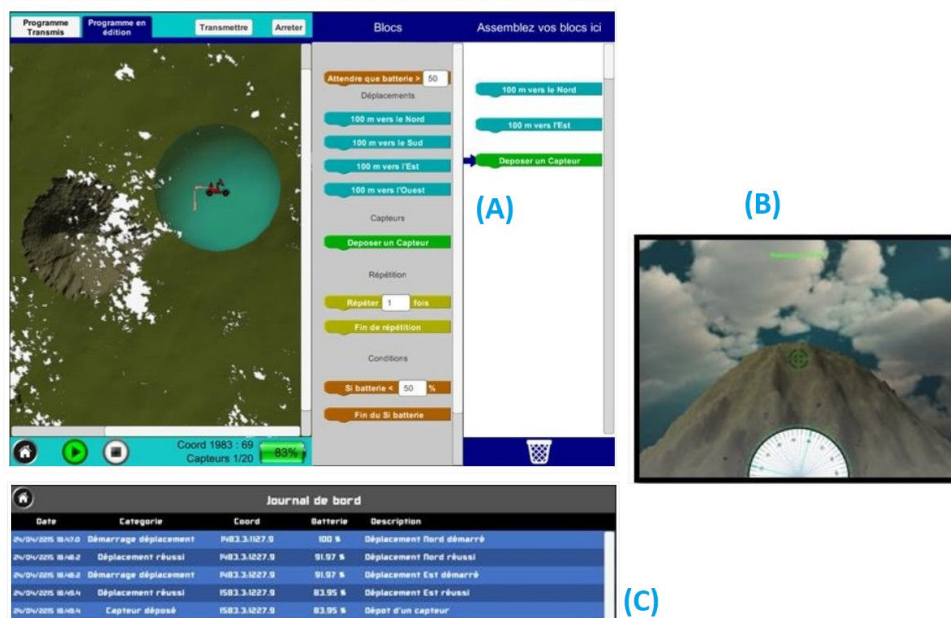 Programme Transmis
Programme en édition
Transmettre
Arreter
Blocs
Assemblez vos blocs ici
Attendre que batterie > 50
Déplacements
100 m vers le Nord
100 m vers le Sud
100 m vers l'Est
100 m vers l'Ouest
Capteurs
Deposer un Capteur
Répétition
Répéter 1 fois
Fin de répétition
Conditions
Si batterie < 50 %
Fin du Si batterie
100 m vers le Nord
100 m vers l'Est
Deposer un Capteur
(A)
(B)
Coord 1983 : 69
Capteurs 1/20
83%
Journal de bord
Date Categorie Coord Batterie Description
Démarrage déplacement 100 % Déplacement Nord démarré
Déplacement réussi 91.97 % Déplacement Nord réussi
Démarrage déplacement 91.97 % Déplacement Est démarré
Déplacement réussi 83.95 % Déplacement Est réussi
Capteur déposé 83.95 % Dépot d'un capteur
(C)